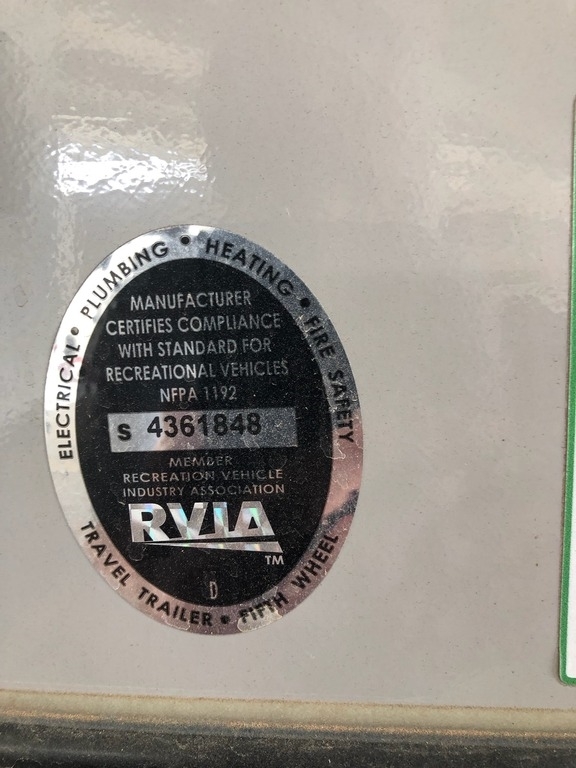 ELECTRICAL • PLUMBING • HEATING • FIRE SAFETY
MANUFACTURER
CERTIFIES COMPLIANCE
WITH STANDARD FOR
RECREATIONAL VEHICLES
NFPA 1192
S 4361848
MEMBER
RECREATION VEHICLE
INDUSTRY ASSOCIATION
RVIA
TM
D
TRAVEL TRAILER • FIFTH WHEEL